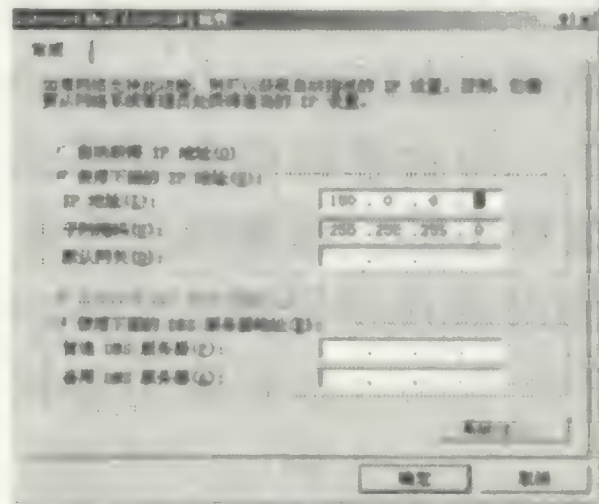 常规
如果网络支持此功能，则可以获取自动指派的 IP 设置。否则，您需
要从网络系统管理员处获得适当的 IP 设置。
自动获得 IP 地址(O)
使用下面的 IP 地址(S):
IP 地址(I):
子网掩码(U):
255 .255 .255 . 0
默认网关(D):
使用下面的 DNS 服务器地址(E):
首选 DNS 服务器(P):
备用 DNS 服务器(A):
确定
取消